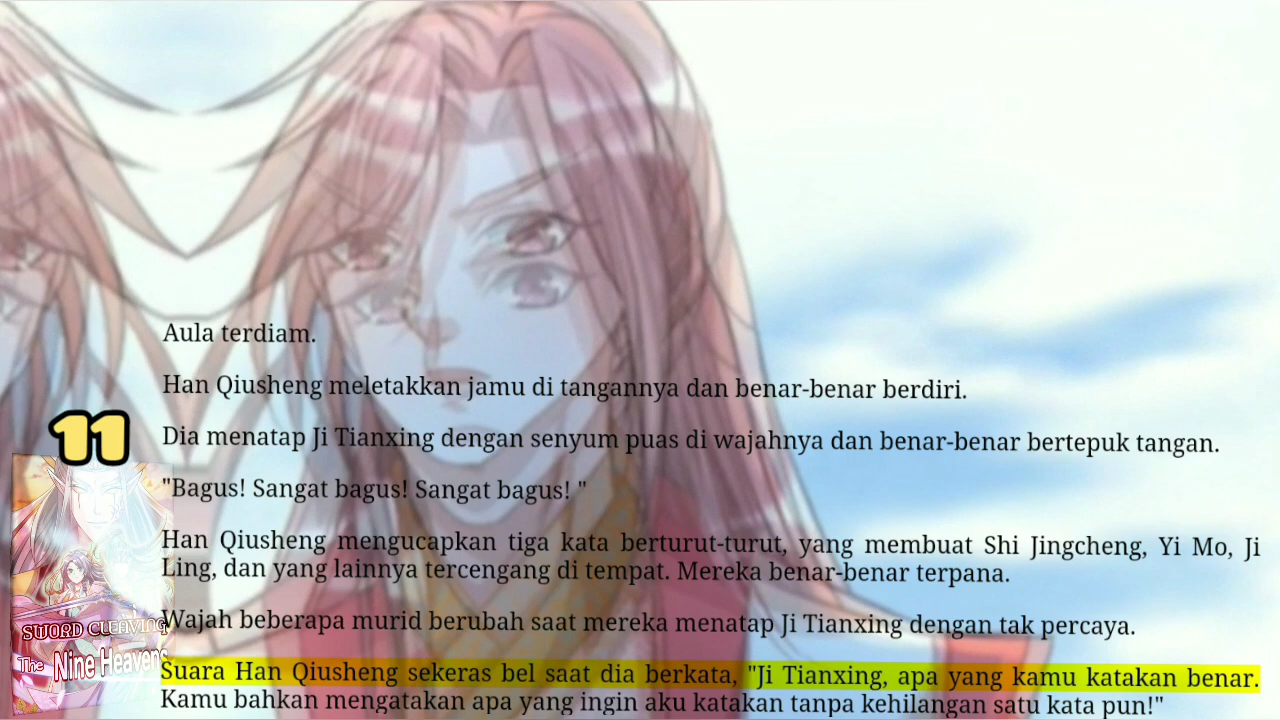 Aula terdiam.
Han Qiusheng meletakkan jamu di tangannya dan benar-benar berdiri.
11
Dia menatap Ji Tianxing dengan senyum puas di wajahnya dan benar-benar bertepuk tangan.
"Bagus! Sangat bagus! Sangat bagus! "
Han Qiusheng mengucapkan tiga kata berturut-turut, yang membuat Shi Jingcheng, Yi Mo, Ji
Ling, dan yang lainnya tercengang di tempat. Mereka benar-benar terpana.
Wajah beberapa murid berubah saat mereka menatap Ji Tianxing dengan tak percaya.
SWORD CLEAVING
The Nine Heavens
Suara Han Qiusheng sekeras bel saat dia berkata, "Ji Tianxing, apa yang kamu katakan benar.
Kamu bahkan mengatakan apa yang ingin aku katakan tanpa kehilangan satu kata pun!"